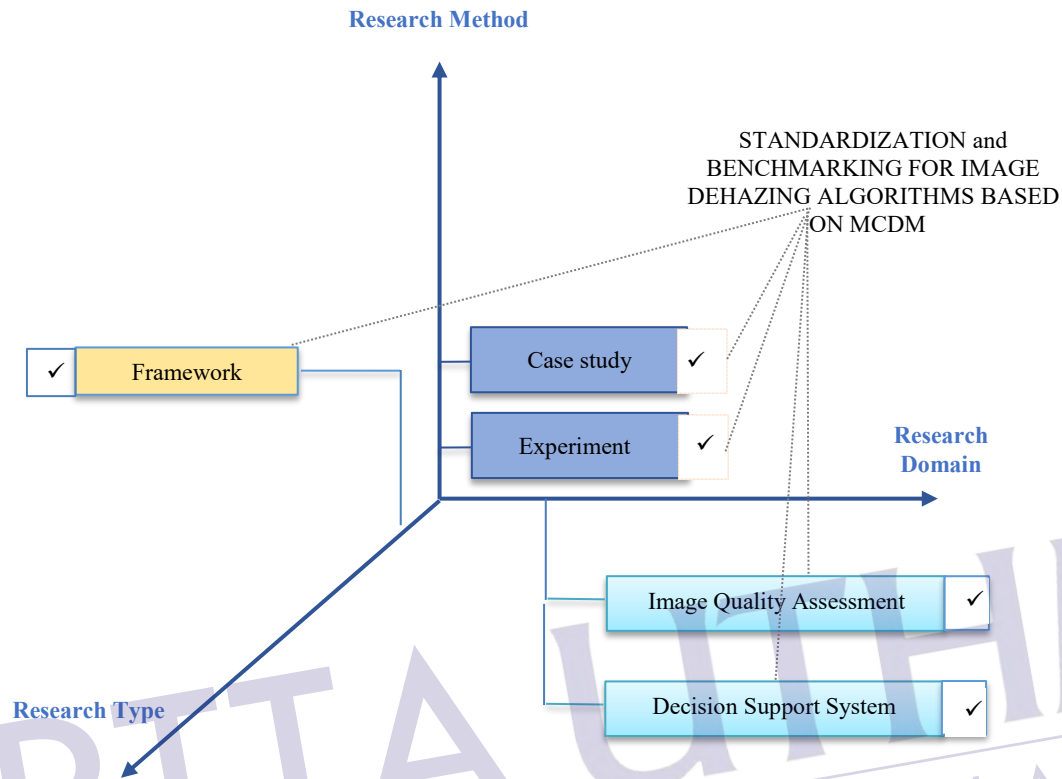 Research Method
STANDARDIZATION and
BENCHMARKING FOR IMAGE
DEHAZING ALGORITHMS BASED
ON MCDM
Case study
✓
✓
Framework
Experiment
✓
Research
Domain
Image Quality Assessment
✓
Research Type
Decision Support System
✓